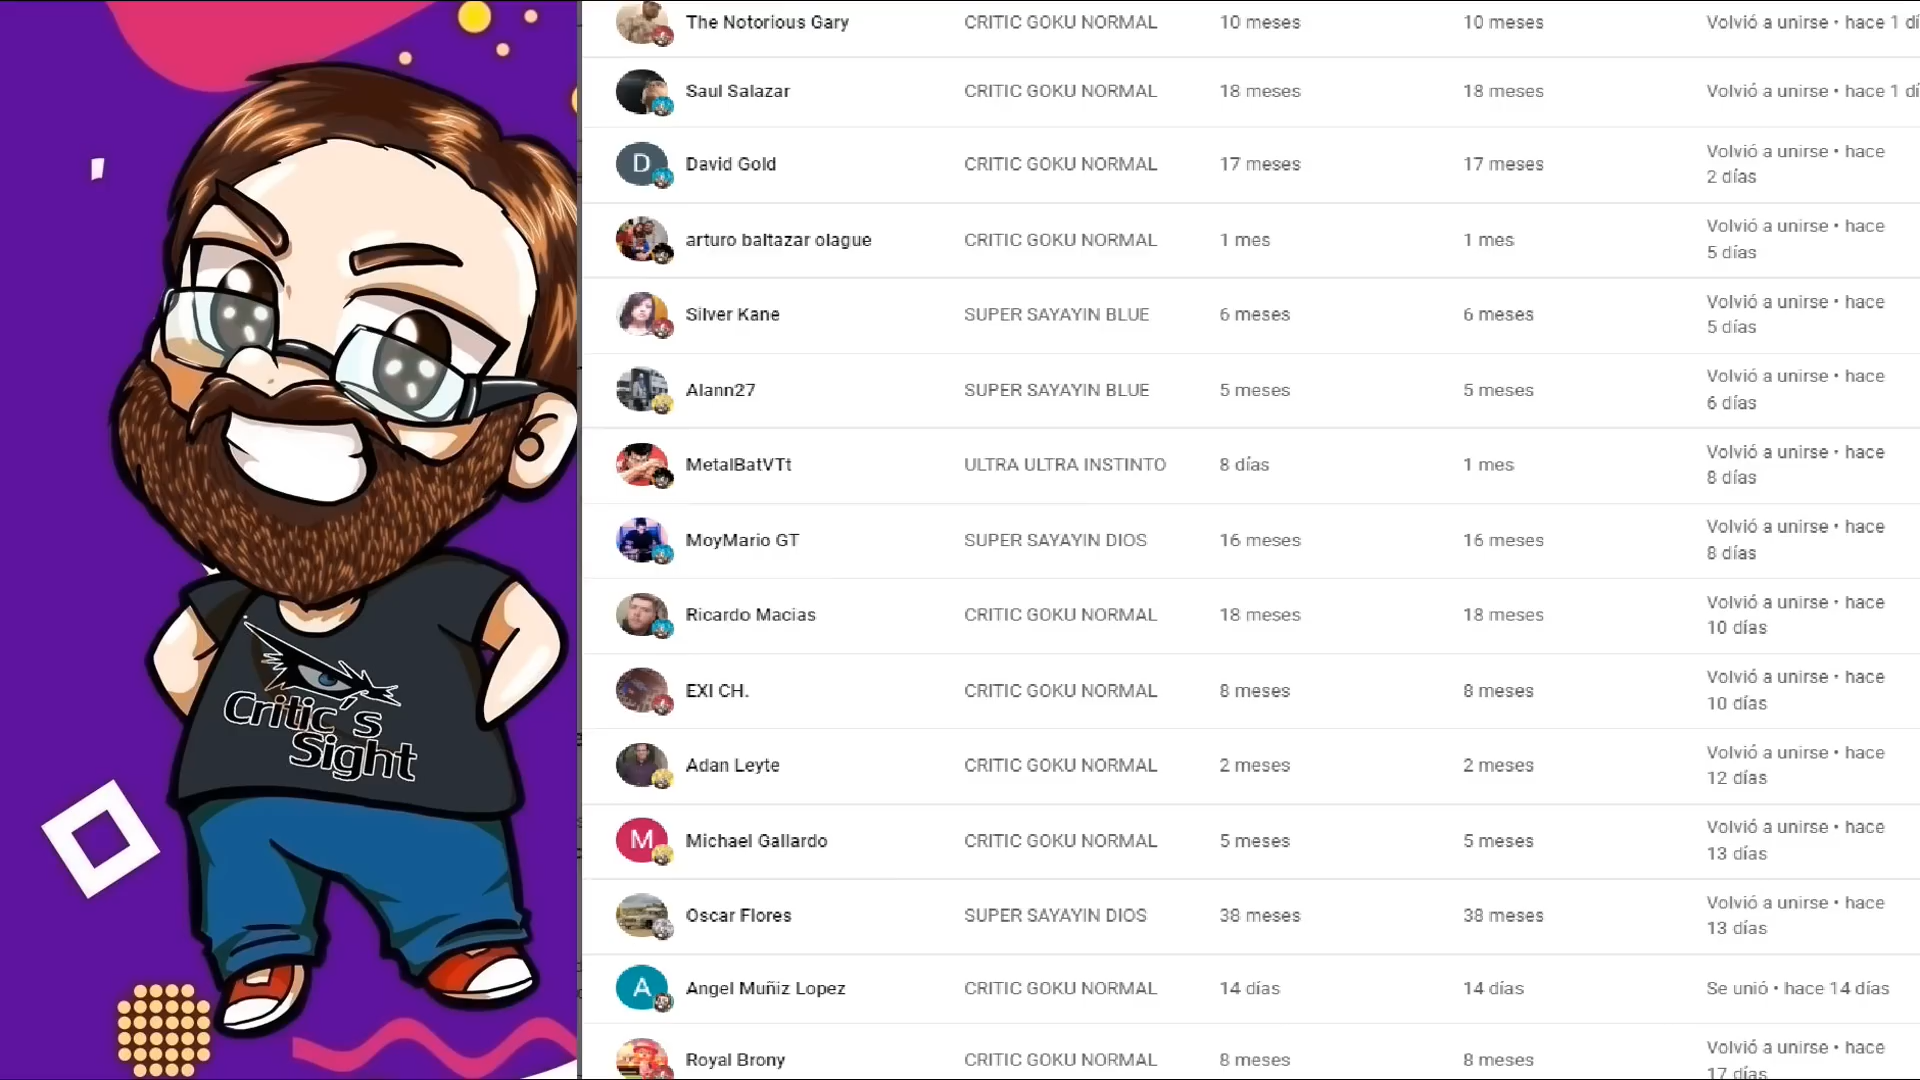 Critic's
Sight
The Notorious Gary CRITIC GOKU NORMAL 10 meses 10 meses Volvió a unirse • hace 1 dí
Saul Salazar CRITIC GOKU NORMAL 18 meses 18 meses Volvió a unirse • hace 1 dí
D David Gold CRITIC GOKU NORMAL 17 meses 17 meses Volvió a unirse • hace
2 días
arturo baltazar olague CRITIC GOKU NORMAL 1 mes 1 mes Volvió a unirse • hace
5 días
Silver Kane SUPER SAYAYIN BLUE 6 meses 6 meses Volvió a unirse • hace
5 días
Alann27 SUPER SAYAYIN BLUE 5 meses 5 meses Volvió a unirse • hace
6 días
MetalBatVTt ULTRA ULTRA INSTINTO 8 días 1 mes Volvió a unirse • hace
8 días
MoyMario GT SUPER SAYAYIN DIOS 16 meses 16 meses Volvió a unirse • hace
8 días
Ricardo Macias CRITIC GOKU NORMAL 18 meses 18 meses Volvió a unirse • hace
10 días
EXI CH. CRITIC GOKU NORMAL 8 meses 8 meses Volvió a unirse • hace
10 días
Adan Leyte CRITIC GOKU NORMAL 2 meses 2 meses Volvió a unirse • hace
12 días
M Michael Gallardo CRITIC GOKU NORMAL 5 meses 5 meses Volvió a unirse • hace
13 días
Oscar Flores SUPER SAYAYIN DIOS 38 meses 38 meses Volvió a unirse • hace
13 días
A Angel Muñiz Lopez CRITIC GOKU NORMAL 14 días 14 días Se unió • hace 14 días
Royal Brony CRITIC GOKU NORMAL 8 meses 8 meses Volvió a unirse • hace
17 días